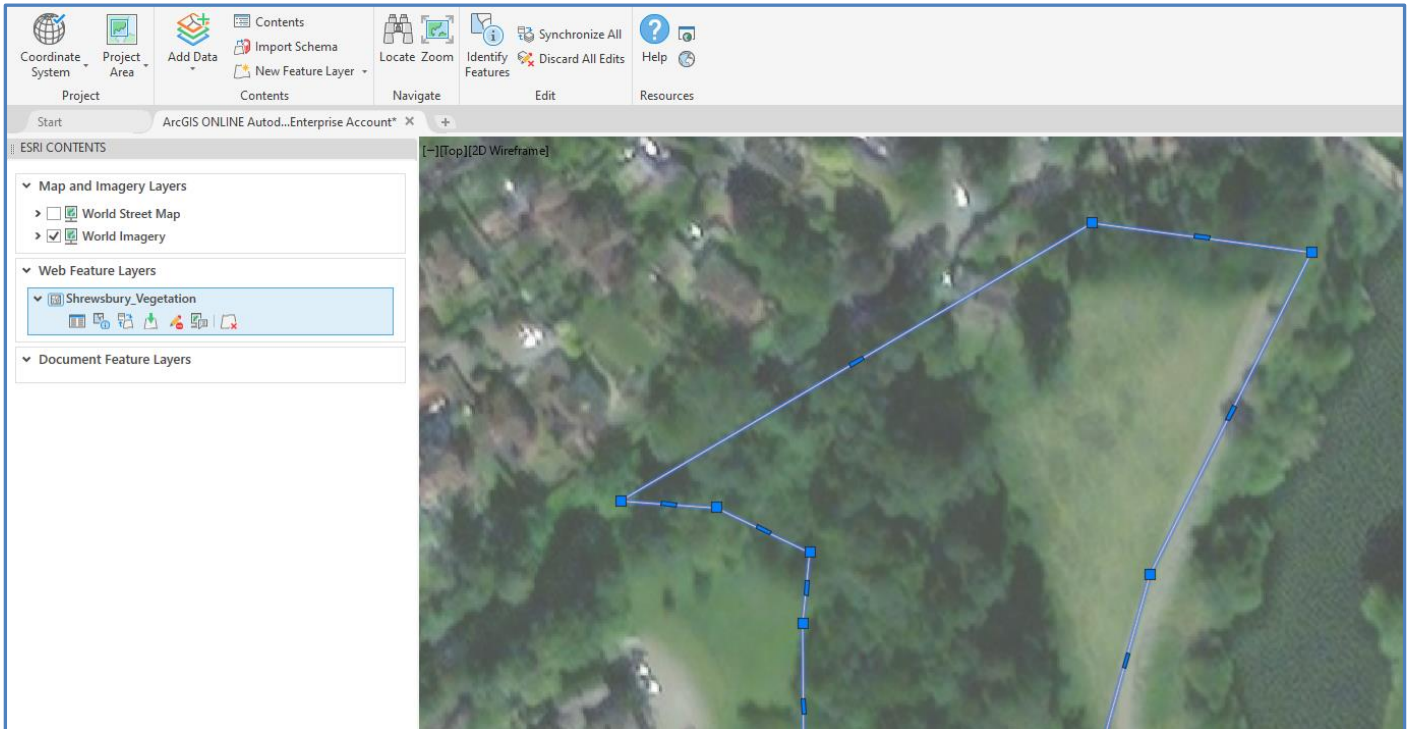 Coordinate
System
Project
Area
Project
Add Data
Contents
Import Schema
New Feature Layer
Contents
Locate
Zoom
Navigate
Identify
Features
Synchronize All
Discard All Edits
Edit
Help
Resources
Start
ArcGIS ONLINE Autod...Enterprise Account*
ESRI CONTENTS
[−][Top][2D Wireframe]
Map and Imagery Layers
World Street Map
World Imagery
Web Feature Layers
Shrewsbury_Vegetation
Document Feature Layers